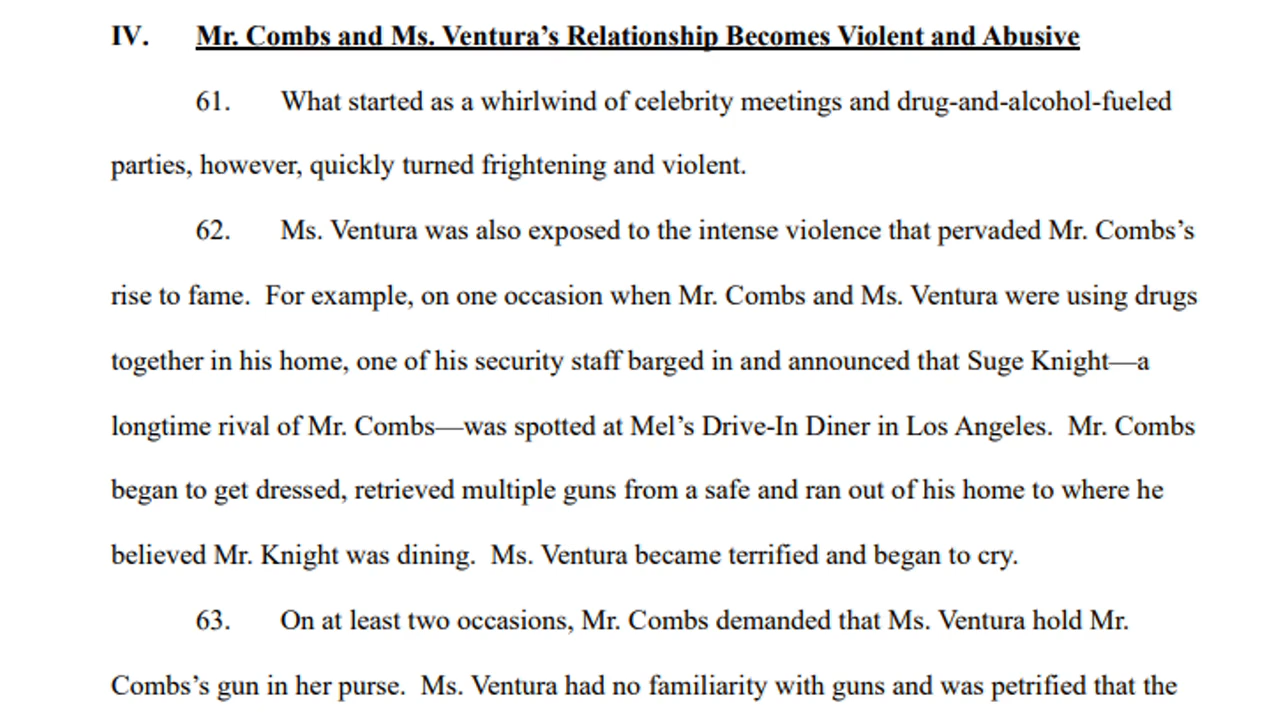 IV. Mr. Combs and Ms. Ventura’s Relationship Becomes Violent and Abusive
61. What started as a whirlwind of celebrity meetings and drug-and-alcohol-fueled
parties, however, quickly turned frightening and violent.
62. Ms. Ventura was also exposed to the intense violence that pervaded Mr. Combs’s
rise to fame.  For example, on one occasion when Mr. Combs and Ms. Ventura were using drugs
together in his home, one of his security staff barged in and announced that Suge Knight—a
longtime rival of Mr. Combs—was spotted at Mel’s Drive-In Diner in Los Angeles.  Mr. Combs
began to get dressed, retrieved multiple guns from a safe and ran out of his home to where he
believed Mr. Knight was dining.  Ms. Ventura became terrified and began to cry.
63. On at least two occasions, Mr. Combs demanded that Ms. Ventura hold Mr.
Combs’s gun in her purse.  Ms. Ventura had no familiarity with guns and was petrified that the